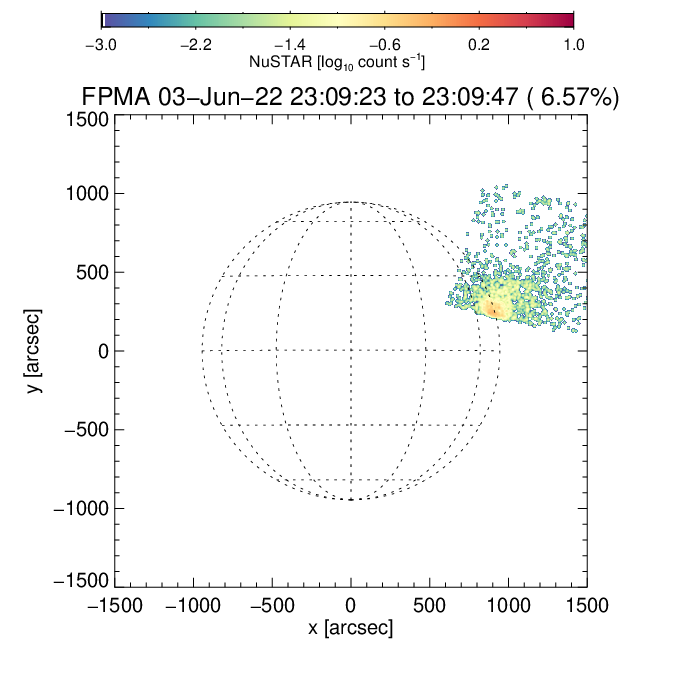 −3.0 −2.2 −1.4 −0.6 0.2 1.0
NuSTAR [log₁₀ count s⁻¹]
FPMA 03−Jun−22 23:09:23 to 23:09:47 ( 6.57%)
1500
1000
500
0
−500
−1000
−1500
y [arcsec]
−1500 −1000 −500 0 500 1000 1500
x [arcsec]